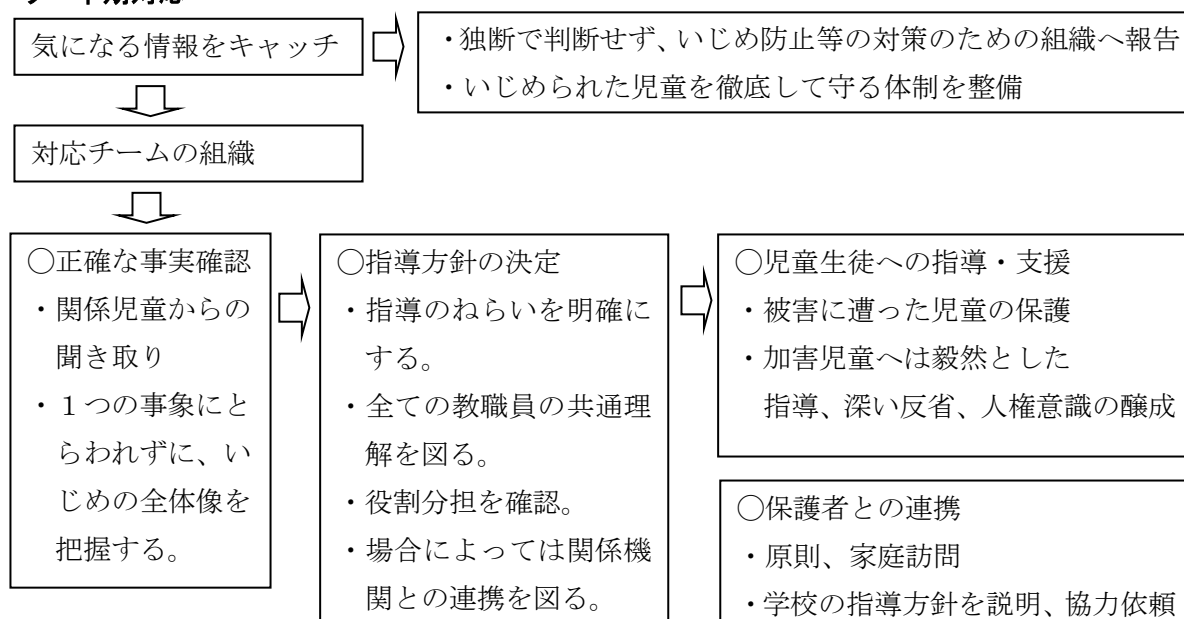 気になる情報をキャッチ
・独断で判断せず、いじめ防止等の対策のための組織へ報告
・いじめられた児童を徹底して守る体制を整備
対応チームの組織
○正確な事実確認
・関係児童からの
聞き取り
・１つの事象にと
らわれずに、い
じめの全体像を
把握する。
○指導方針の決定
・指導のねらいを明確に
する。
・全ての教職員の共通理
解を図る。
・役割分担を確認。
・場合によっては関係機
関との連携を図る。
○児童生徒への指導・支援
・被害に遭った児童の保護
・加害児童へは毅然とした
指導、深い反省、人権意識の醸成
○保護者との連携
・原則、家庭訪問
・学校の指導方針を説明、協力依頼